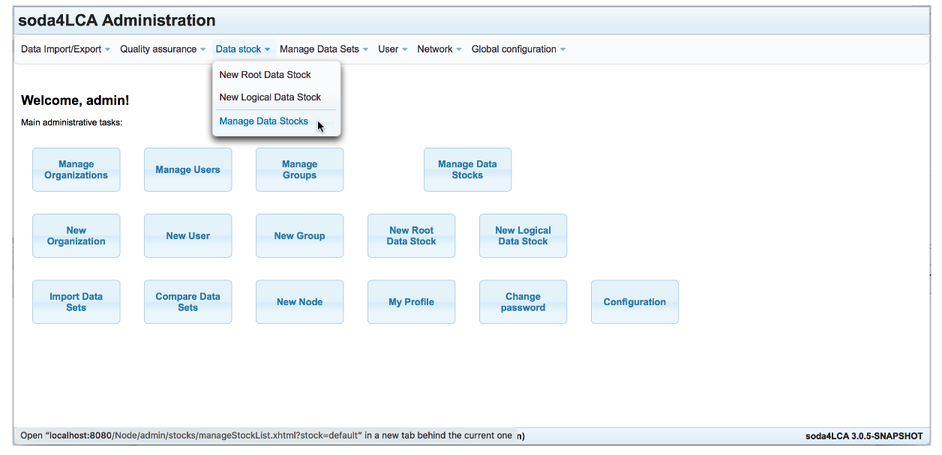 soda4LCA Administration
Data Import/Export Quality assurance Data stock Manage Data Sets User Network Global configuration
New Root Data Stock
New Logical Data Stock
Manage Data Stocks
Welcome, admin!
Main administrative tasks:
Manage Organizations
Manage Users
Manage Groups
Manage Data Stocks
New Organization
New User
New Group
New Root Data Stock
New Logical Data Stock
Import Data Sets
Compare Data Sets
New Node
My Profile
Change password
Configuration
Open “localhost:8080/Node/admin/stocks/manageStockList.xhtml?stock=default” in a new tab behind the current one n)
soda4LCA 3.0.5-SNAPSHOT